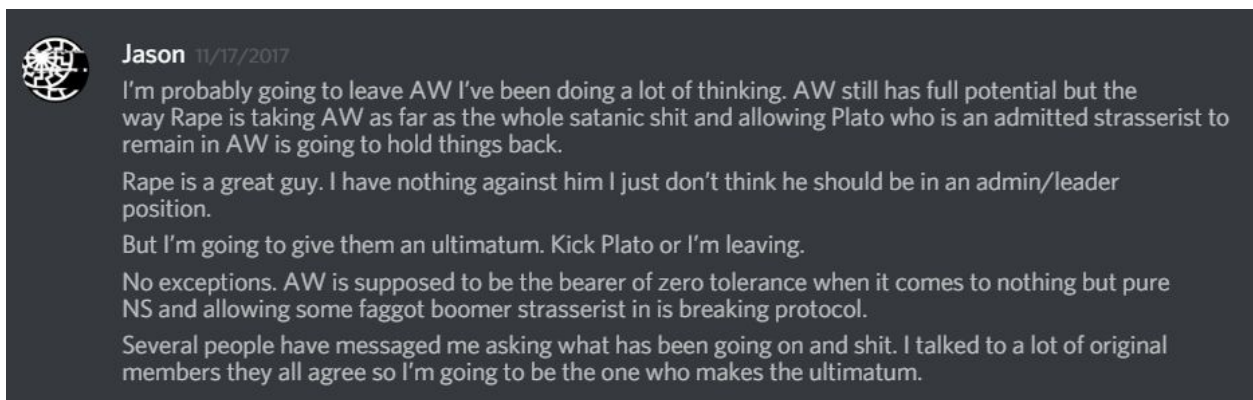 Jason 11/17/2017
I'm probably going to leave AW I've been doing a lot of thinking. AW still has full potential but the
way Rape is taking AW as far as the whole satanic shit and allowing Plato who is an admitted strasserist to
remain in AW is going to hold things back.
Rape is a great guy. I have nothing against him I just don't think he should be in an admin/leader
position.
But I'm going to give them an ultimatum. Kick Plato or I'm leaving.
No exceptions. AW is supposed to be the bearer of zero tolerance when it comes to nothing but pure
NS and allowing some faggot boomer strasserist in is breaking protocol.
Several people have messaged me asking what has been going on and shit. I talked to a lot of original
members they all agree so I'm going to be the one who makes the ultimatum.